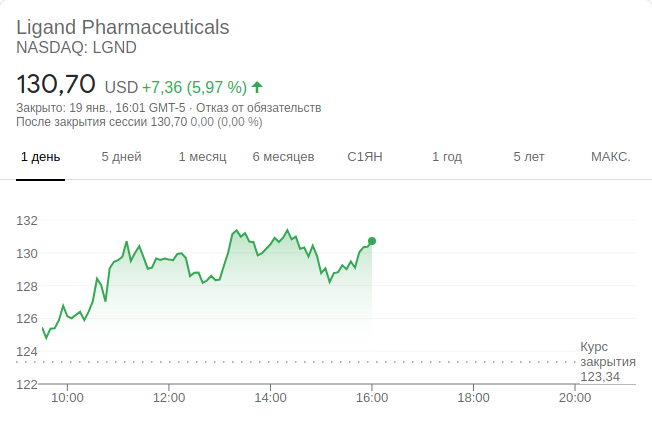 Ligand Pharmaceuticals
NASDAQ: LGND
130,70 USD +7,36 (5,97 %)
Закрыто: 19 янв., 16:01 GMT-5 · Отказ от обязательств
После закрытия сессии 130,70 0,00 (0,00 %)
1 день 5 дней 1 месяц 6 месяцев С1ЯН 1 год 5 лет МАКС.
132
130
128
126
124
Курс
закрытия
123,34
122
10:00 12:00 14:00 16:00 18:00 20:00